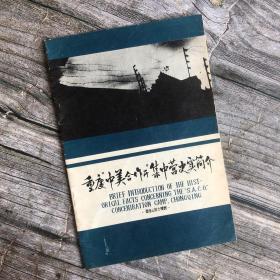 重庆"中美合作所"集中营史实简介
BRIEF INTRODUCTION OF THE HIST-
ORICAL FACTS CONCERNING THE "S.A.C.O."
CONCENTRATION CAMP, CHONGQING